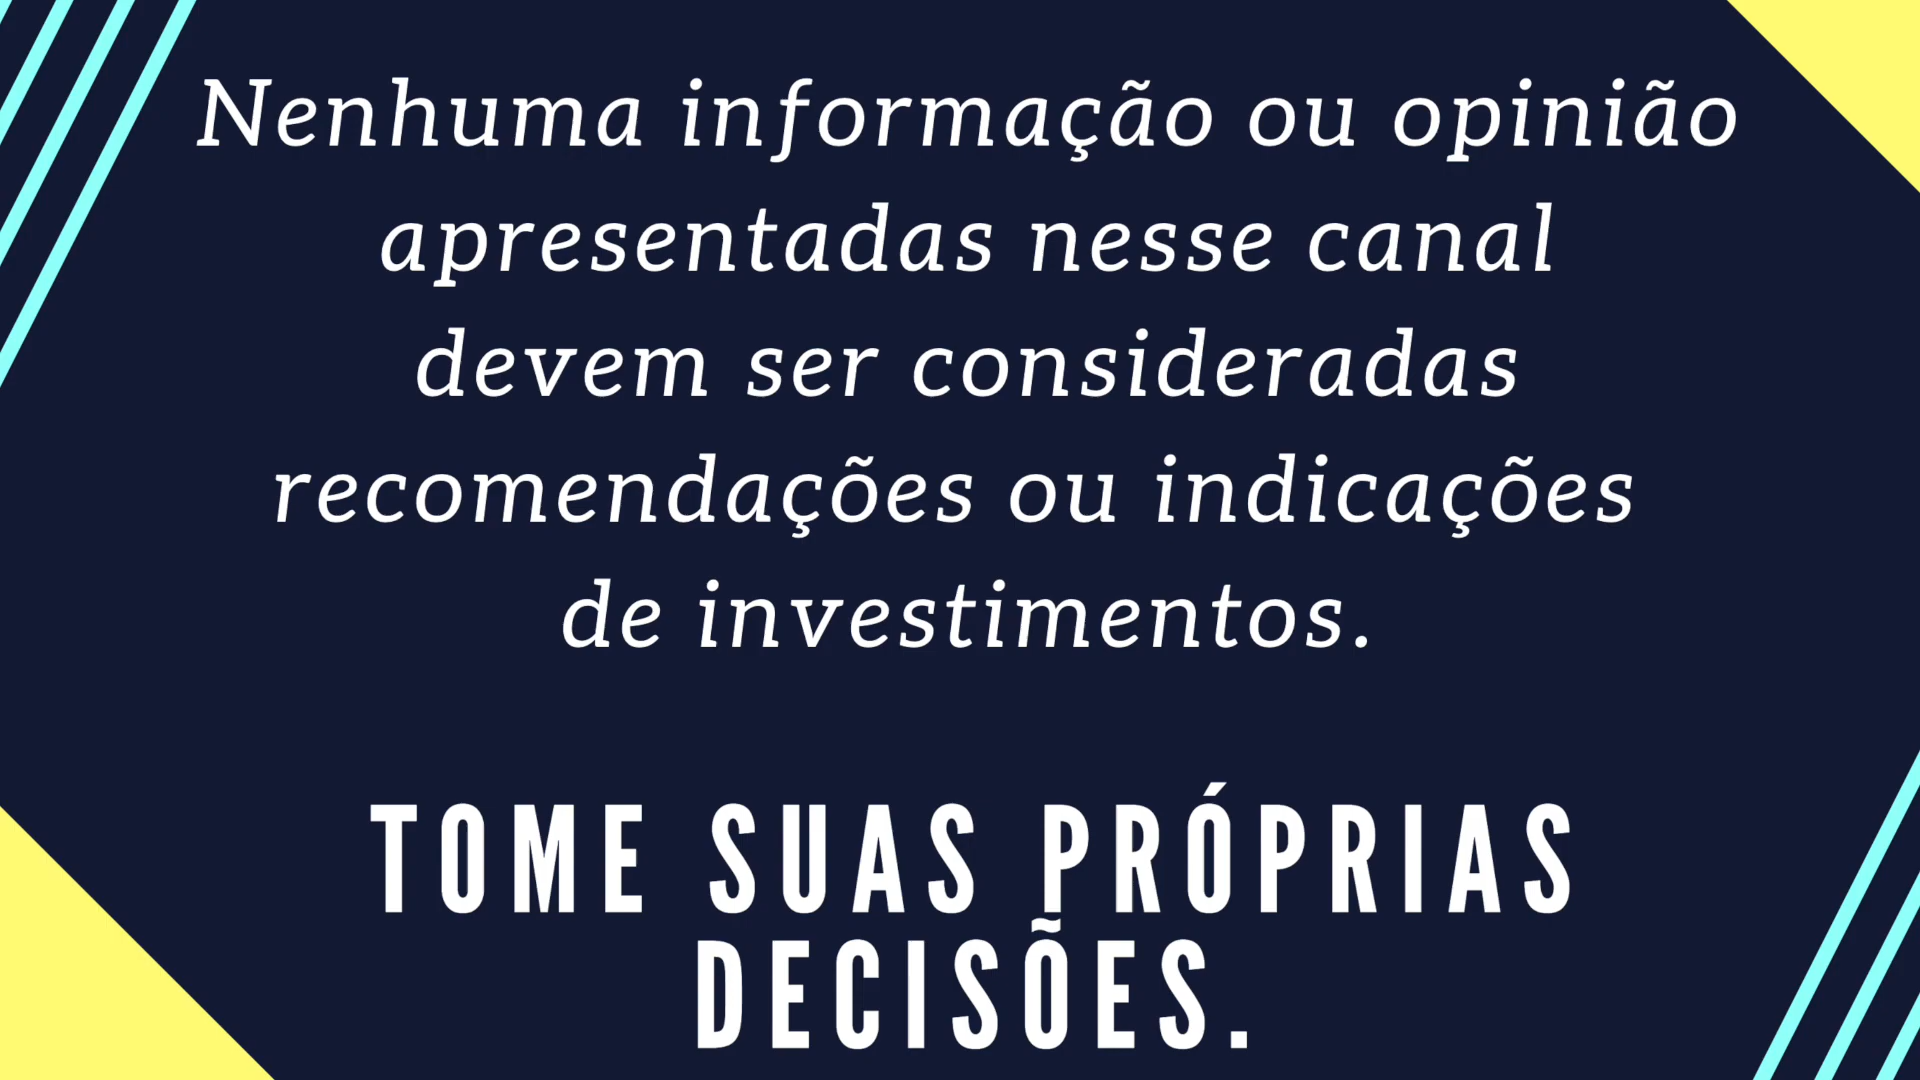 Nenhuma informação ou opinião
apresentadas nesse canal
devem ser consideradas
recomendações ou indicações
de investimentos.
TOME SUAS PRÓPRIAS
DECISÕES.